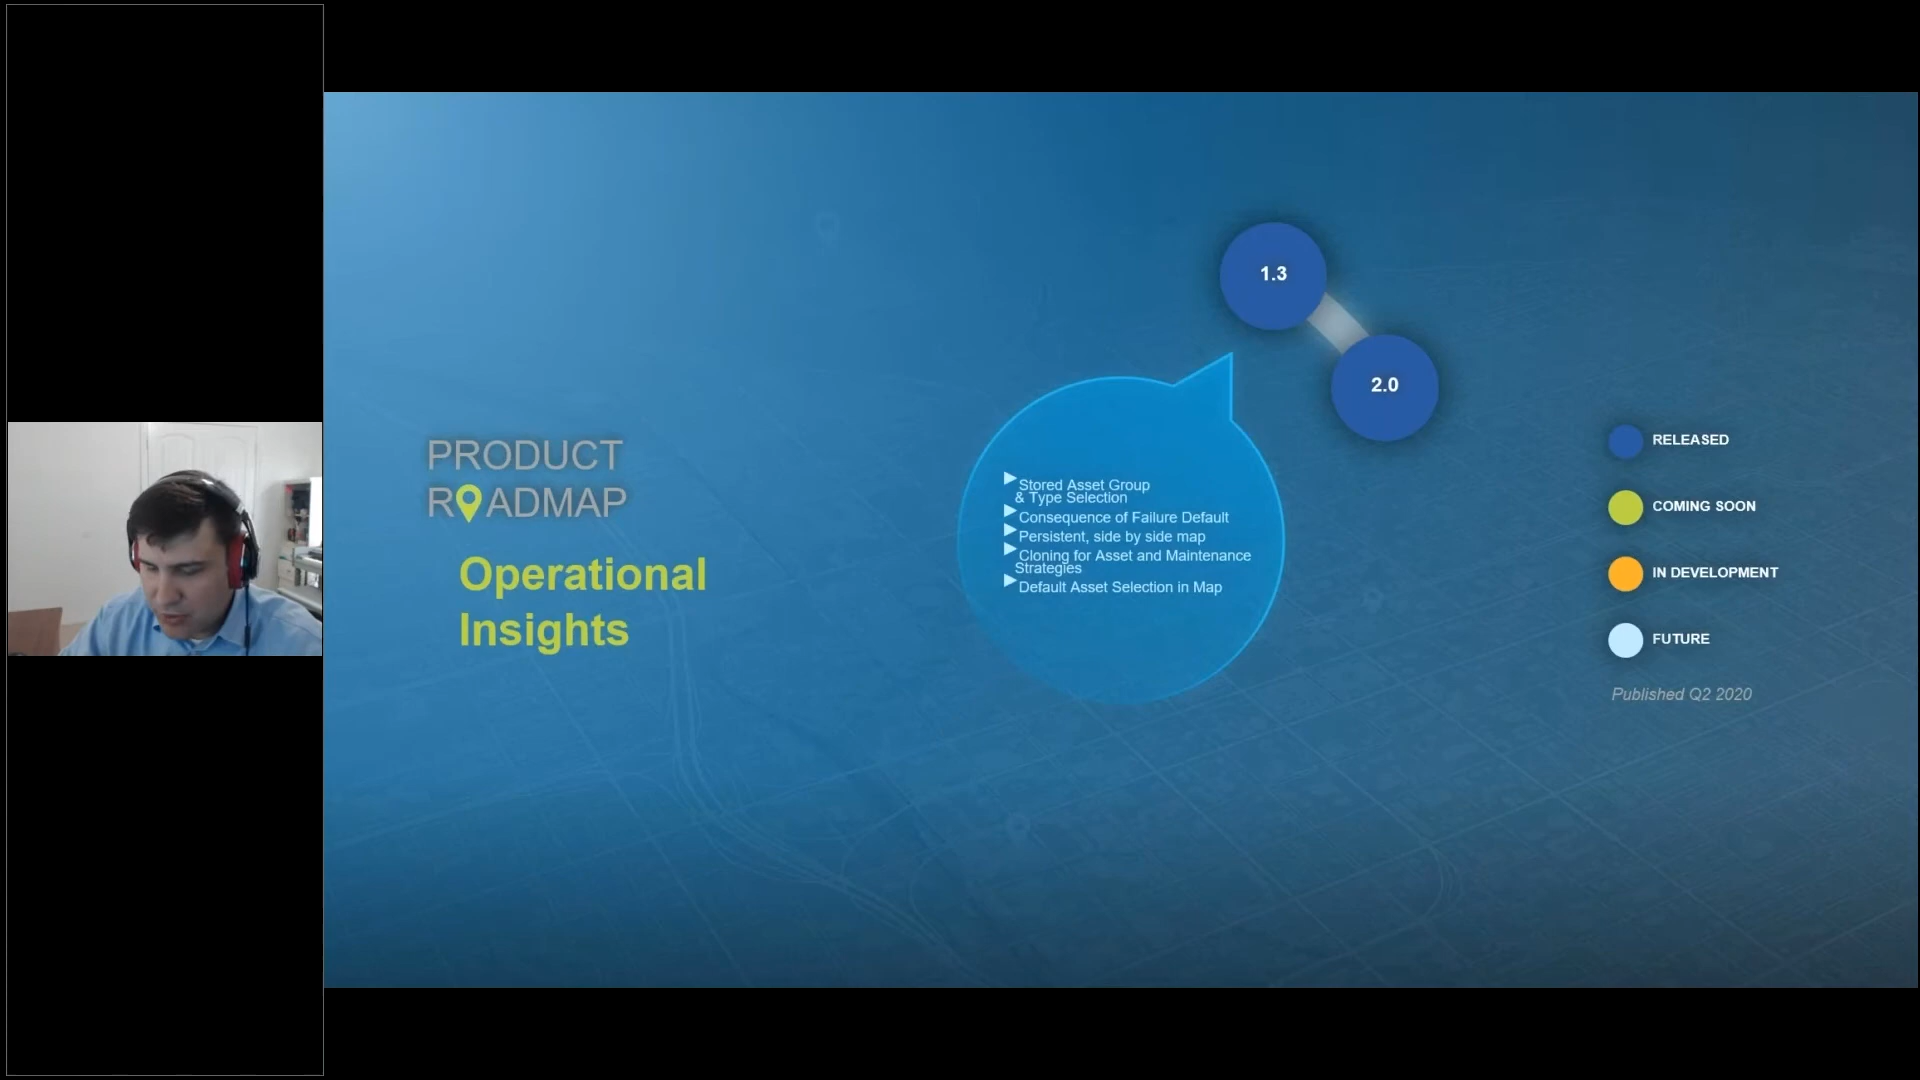 PRODUCT
ROADMAP
Operational
Insights
1.3
2.0
Stored Asset Group
& Type Selection
Consequence of Failure Default
Persistent, side by side map
Cloning for Asset and Maintenance
Strategies
Default Asset Selection in Map
RELEASED
COMING SOON
IN DEVELOPMENT
FUTURE
Published Q2 2020